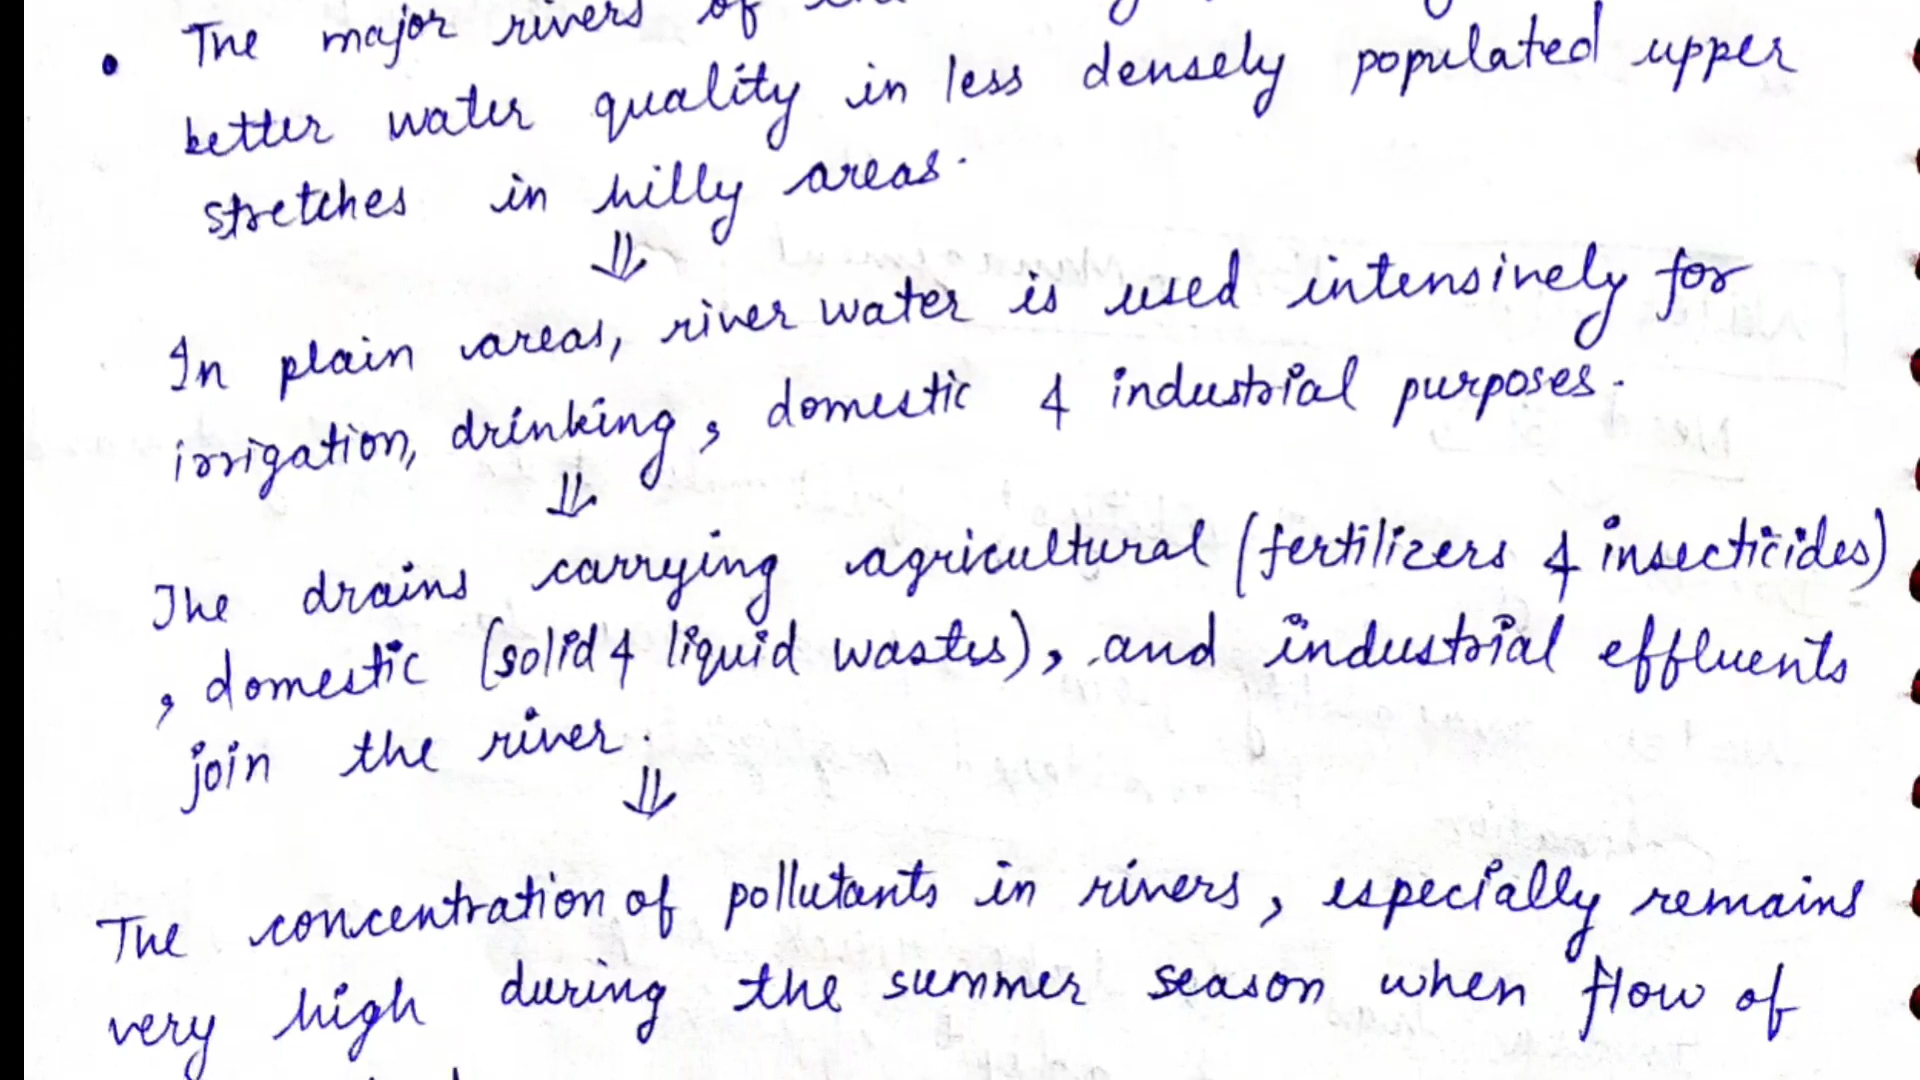 • The major rivers of
better water quality in less densely populated upper
stretches in hilly areas.
⇓
In plain areas, river water is used intensively for
irrigation, drinking, domestic & industrial purposes.
⇓
The drains carrying agricultural (fertilizers & insecticides)
, domestic (solid & liquid wastes), and industrial effluents
join the river.
⇓
The concentration of pollutants in rivers, especially remains
very high during the summer season when flow of